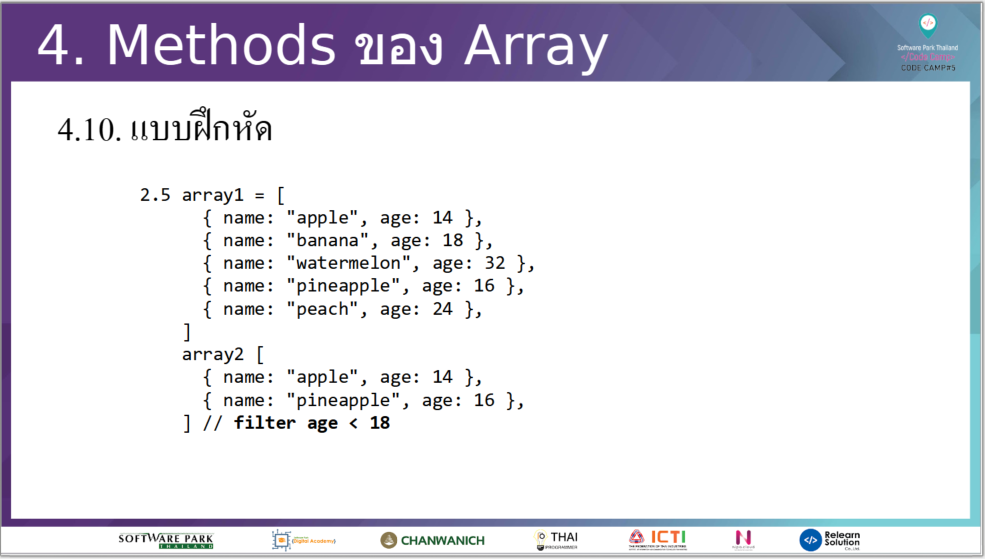 4. Methods ของ Array
Software Park Thailand
CODE CAMP#5
4.10. แบบฝึกหัด
2.5 array1 = [
{ name: "apple", age: 14 },
{ name: "banana", age: 18 },
{ name: "watermelon", age: 32 },
{ name: "pineapple", age: 16 },
{ name: "peach", age: 24 },
]
array2 [
{ name: "apple", age: 14 },
{ name: "pineapple", age: 16 },
] // filter age < 18
SOFTWARE PARK
THAILAND
Digital Academy
CHANWANICH
THAI
PROGRAMMER
ICTI
N
Relearn
Solution
Co., Ltd.